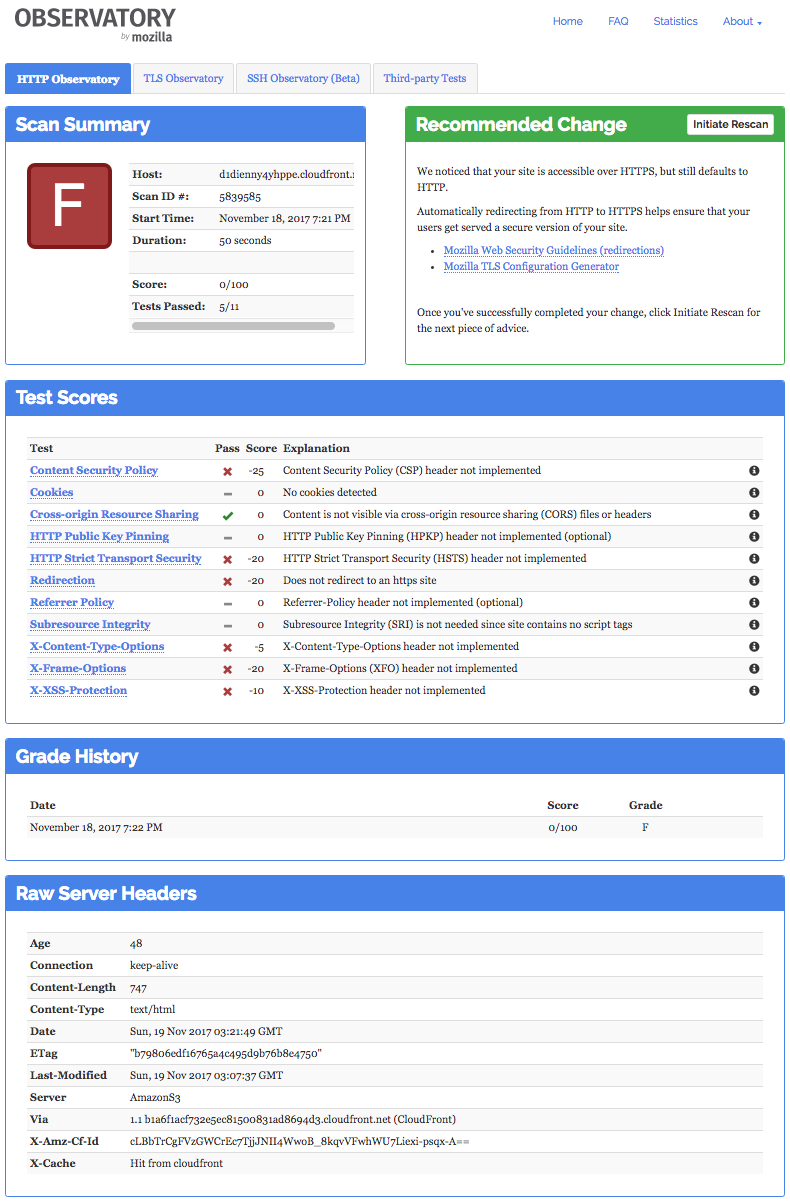 OBSERVATORY
by mozilla
Home FAQ Statistics About
HTTP Observatory TLS Observatory SSH Observatory (Beta) Third-party Tests
Scan Summary
F
Host: d1dienny4yhppe.cloudfront.
Scan ID #: 5839585
Start Time: November 18, 2017 7:21 PM
Duration: 50 seconds
Score: 0/100
Tests Passed: 5/11
Recommended Change Initiate Rescan
We noticed that your site is accessible over HTTPS, but still defaults to
HTTP.
Automatically redirecting from HTTP to HTTPS helps ensure that your
users get served a secure version of your site.
• Mozilla Web Security Guidelines (redirections)
• Mozilla TLS Configuration Generator
Once you've successfully completed your change, click Initiate Rescan for
the next piece of advice.
Test Scores
Test Pass Score Explanation
Content Security Policy ✖ -25 Content Security Policy (CSP) header not implemented
Cookies – 0 No cookies detected
Cross-origin Resource Sharing ✔ 0 Content is not visible via cross-origin resource sharing (CORS) files or headers
HTTP Public Key Pinning – 0 HTTP Public Key Pinning (HPKP) header not implemented (optional)
HTTP Strict Transport Security ✖ -20 HTTP Strict Transport Security (HSTS) header not implemented
Redirection ✖ -20 Does not redirect to an https site
Referrer Policy – 0 Referrer-Policy header not implemented (optional)
Subresource Integrity – 0 Subresource Integrity (SRI) is not needed since site contains no script tags
X-Content-Type-Options ✖ -5 X-Content-Type-Options header not implemented
X-Frame-Options ✖ -20 X-Frame-Options (XFO) header not implemented
X-XSS-Protection ✖ -10 X-XSS-Protection header not implemented
Grade History
Date Score Grade
November 18, 2017 7:22 PM 0/100 F
Raw Server Headers
Age 48
Connection keep-alive
Content-Length 747
Content-Type text/html
Date Sun, 19 Nov 2017 03:21:49 GMT
ETag "b79806edf16765a4c495d9b76b8e4750"
Last-Modified Sun, 19 Nov 2017 03:07:37 GMT
Server AmazonS3
Via 1.1 b1a6f1acf732e5ec81500831ad8694d3.cloudfront.net (CloudFront)
X-Amz-Cf-Id cLBbTrCgFVzGWCrEc7TjjJNII4WwoB_8kqvVFwhWU7Liexi-psqx-A==
X-Cache Hit from cloudfront